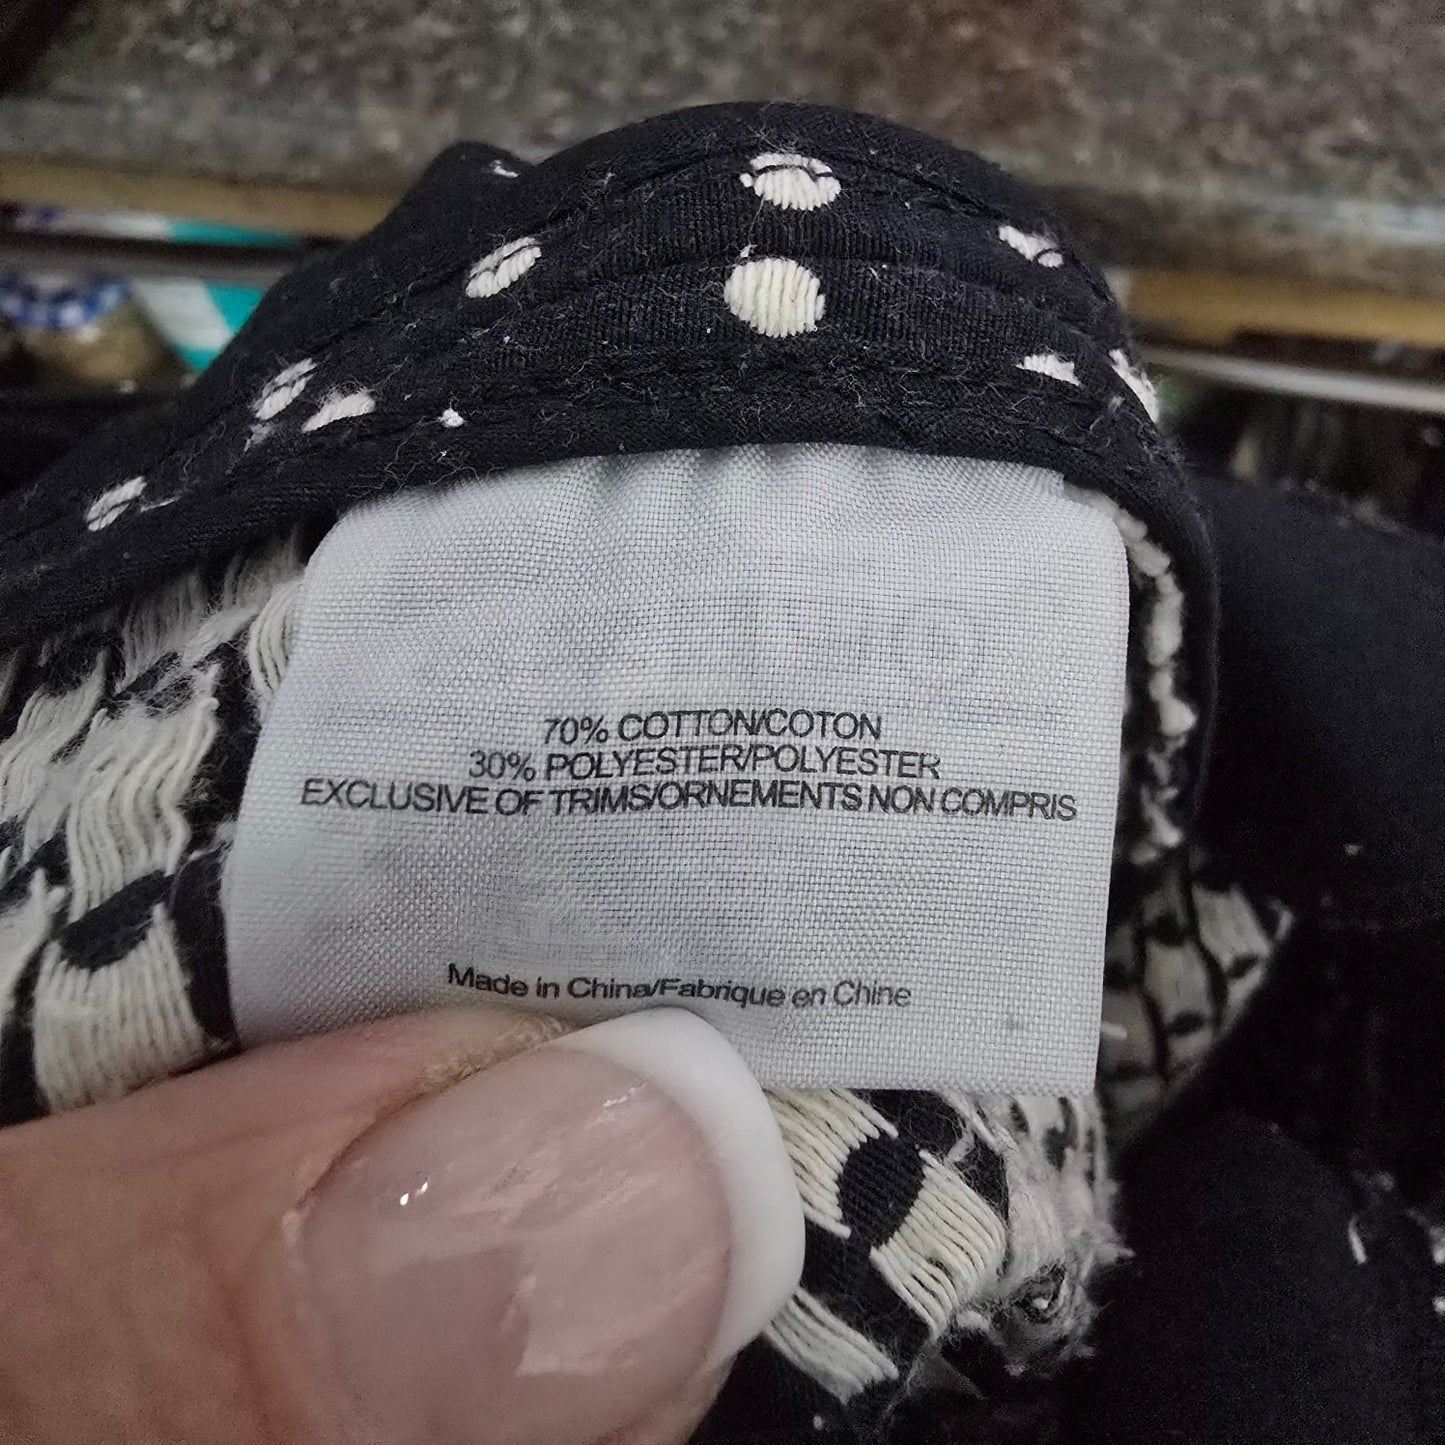 70% COTTON/COTON
30% POLYESTER/POLYESTER
EXCLUSIVE OF TRIMS/ORNEMENTS NON COMPRIS
Made in China/Fabrique en Chine